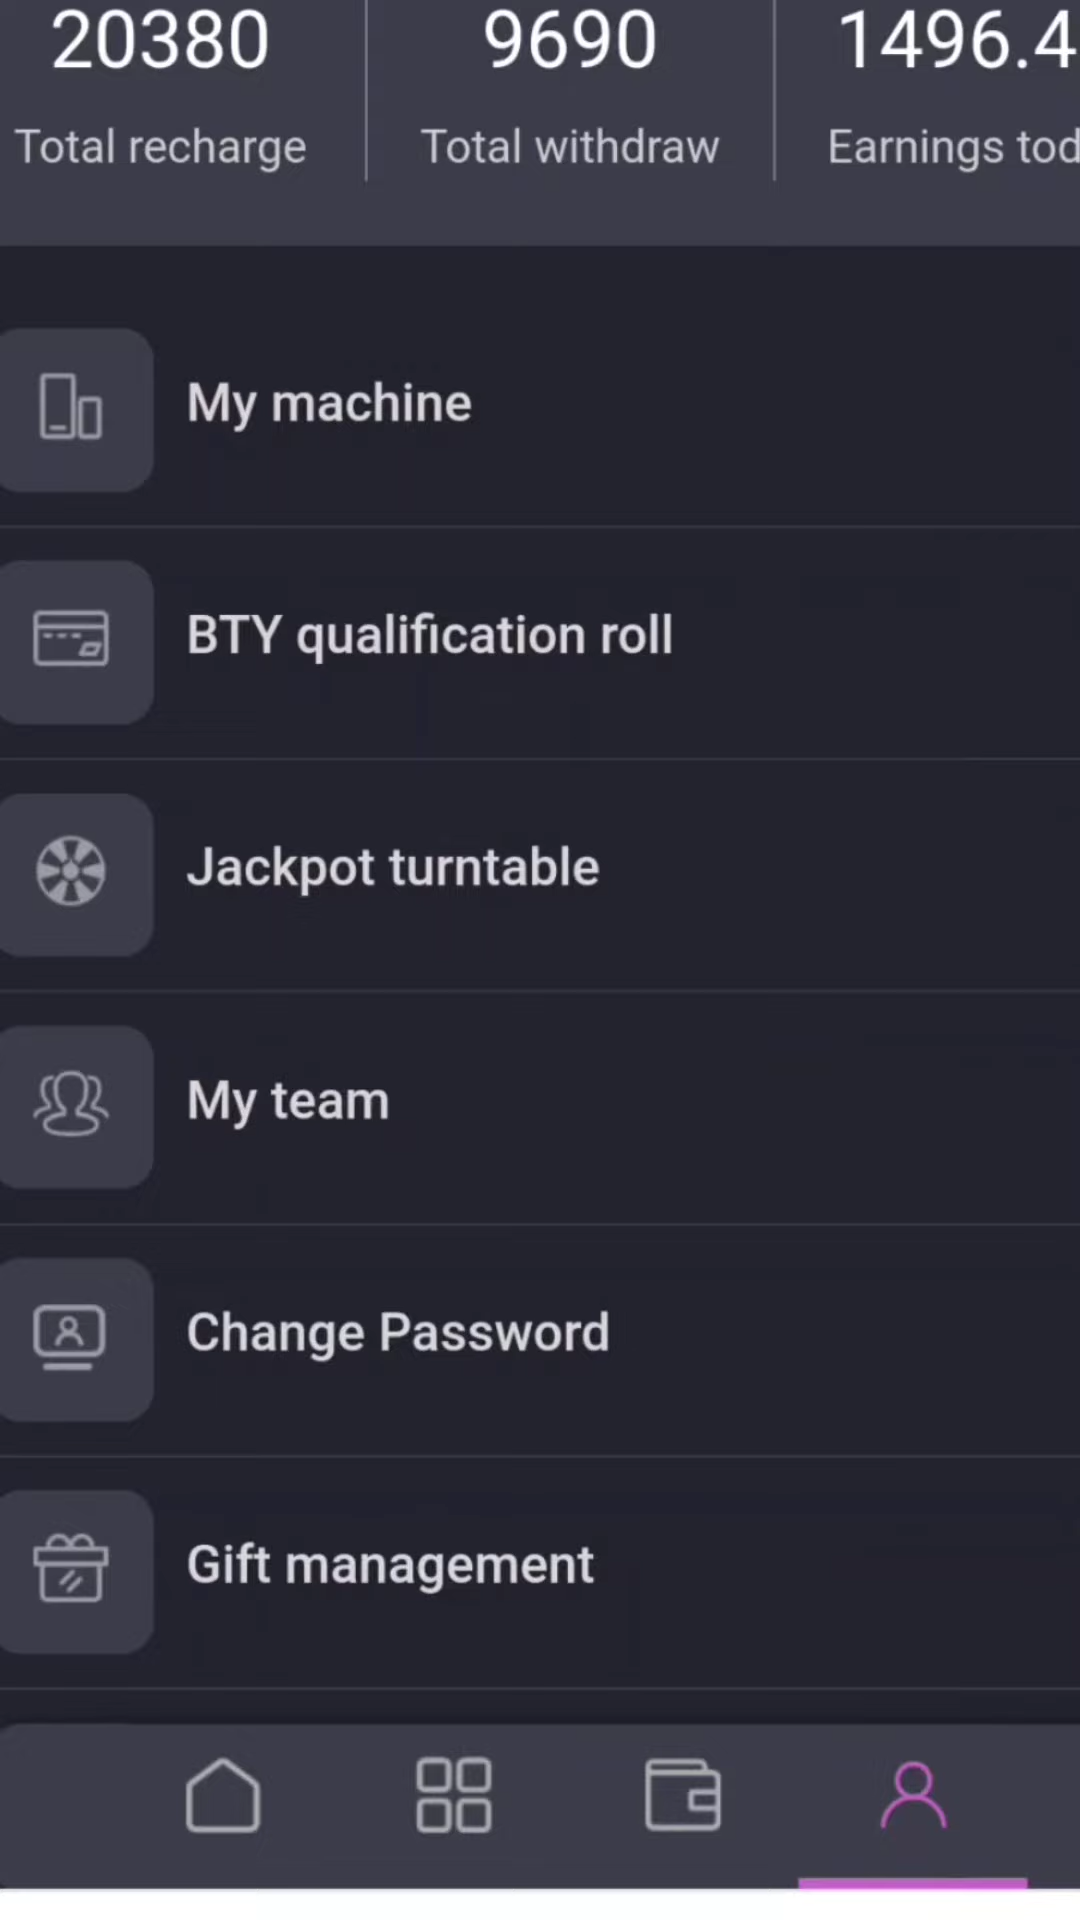 20380 9690 1496.4
Total recharge Total withdraw Earnings tod
My machine
BTY qualification roll
Jackpot turntable
My team
Change Password
Gift management